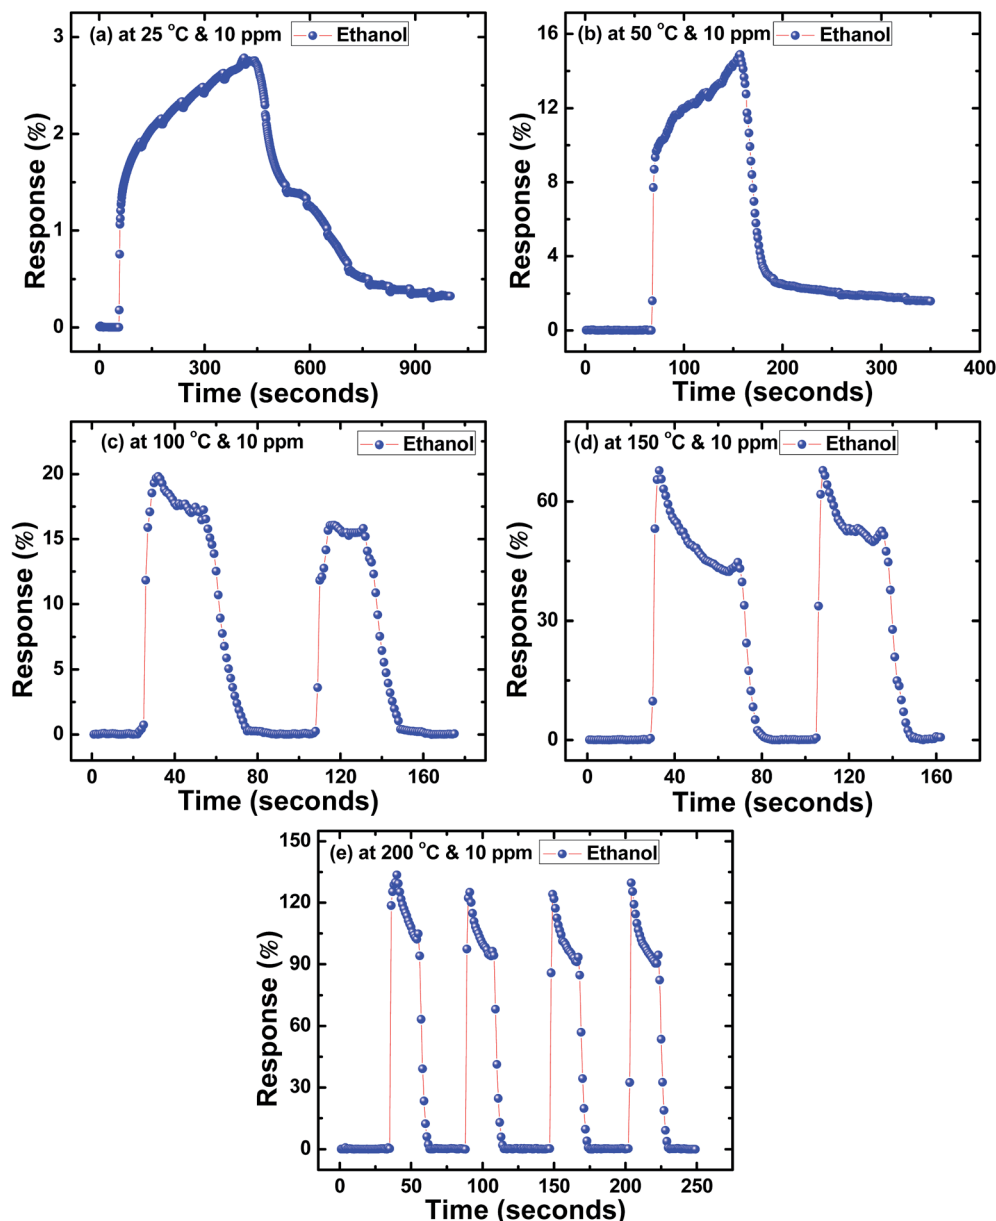 (a) at 25 °C & 10 ppm
Ethanol
3
2
1
0
Response (%)
0
300
600
900
Time (seconds)
(b) at 50 °C & 10 ppm
Ethanol
16
12
8
4
0
Response (%)
0
100
200
300
400
Time (seconds)
(c) at 100 °C & 10 ppm
Ethanol
20
15
10
5
0
Response (%)
0
40
80
120
160
Time (seconds)
(d) at 150 °C & 10 ppm
Ethanol
60
30
0
Response (%)
0
40
80
120
160
Time (seconds)
(e) at 200 °C & 10 ppm
Ethanol
150
120
90
60
30
0
Response (%)
0
50
100
150
200
250
Time (seconds)